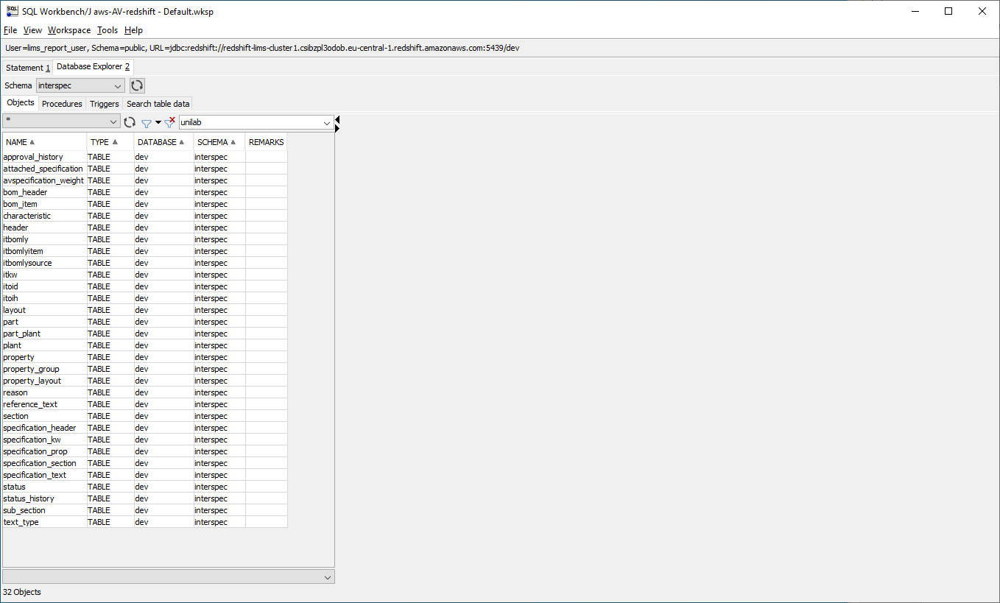 SQL Workbench/J aws-AV-redshift - Default.wksp
File View Workspace Tools Help
User=lims_report_user, Schema=public, URL=jdbc:redshift://redshift-lims-cluster1.csibzpl3odob.eu-central-1.redshift.amazonaws.com:5439/dev
Statement 1 Database Explorer 2
Schema interspec
Objects Procedures Triggers Search table data
* unilab
NAME TYPE DATABASE SCHEMA REMARKS
approval_history TABLE dev interspec
attached_specification TABLE dev interspec
avspecification_weight TABLE dev interspec
bom_header TABLE dev interspec
bom_item TABLE dev interspec
characteristic TABLE dev interspec
header TABLE dev interspec
itbomly TABLE dev interspec
itbomlyitem TABLE dev interspec
itbomlysource TABLE dev interspec
itkw TABLE dev interspec
itoid TABLE dev interspec
itoih TABLE dev interspec
layout TABLE dev interspec
part TABLE dev interspec
part_plant TABLE dev interspec
plant TABLE dev interspec
property TABLE dev interspec
property_group TABLE dev interspec
property_layout TABLE dev interspec
reason TABLE dev interspec
reference_text TABLE dev interspec
section TABLE dev interspec
specification_header TABLE dev interspec
specification_kw TABLE dev interspec
specification_prop TABLE dev interspec
specification_section TABLE dev interspec
specification_text TABLE dev interspec
status TABLE dev interspec
status_history TABLE dev interspec
sub_section TABLE dev interspec
text_type TABLE dev interspec
32 Objects